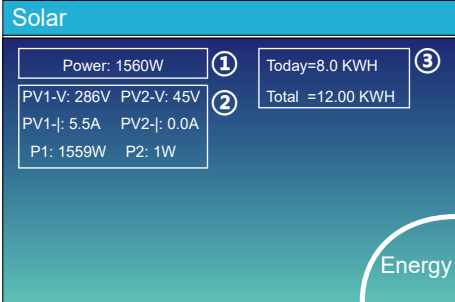 Solar
Power: 1560W
①
PV1-V: 286V PV2-V: 45V
PV1-|: 5.5A PV2-|: 0.0A
P1: 1559W P2: 1W
②
Today=8.0 KWH
Total =12.00 KWH
③
Energy